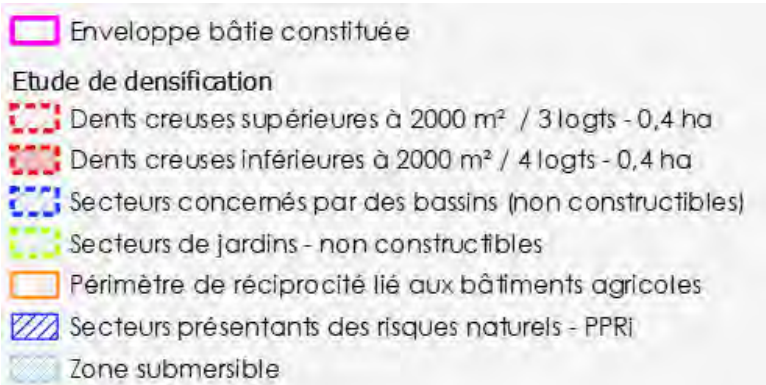 Enveloppe bâtie constituée
Etude de densification
Dents creuses supérieures à 2000 m² / 3 logts - 0,4 ha
Dents creuses inférieures à 2000 m² / 4 logts - 0,4 ha
Secteurs concernés par des bassins (non constructibles)
Secteurs de jardins - non constructibles
Périmètre de réciprocité lié aux bâtiments agricoles
Secteurs présentants des risques naturels - PPRi
Zone submersible